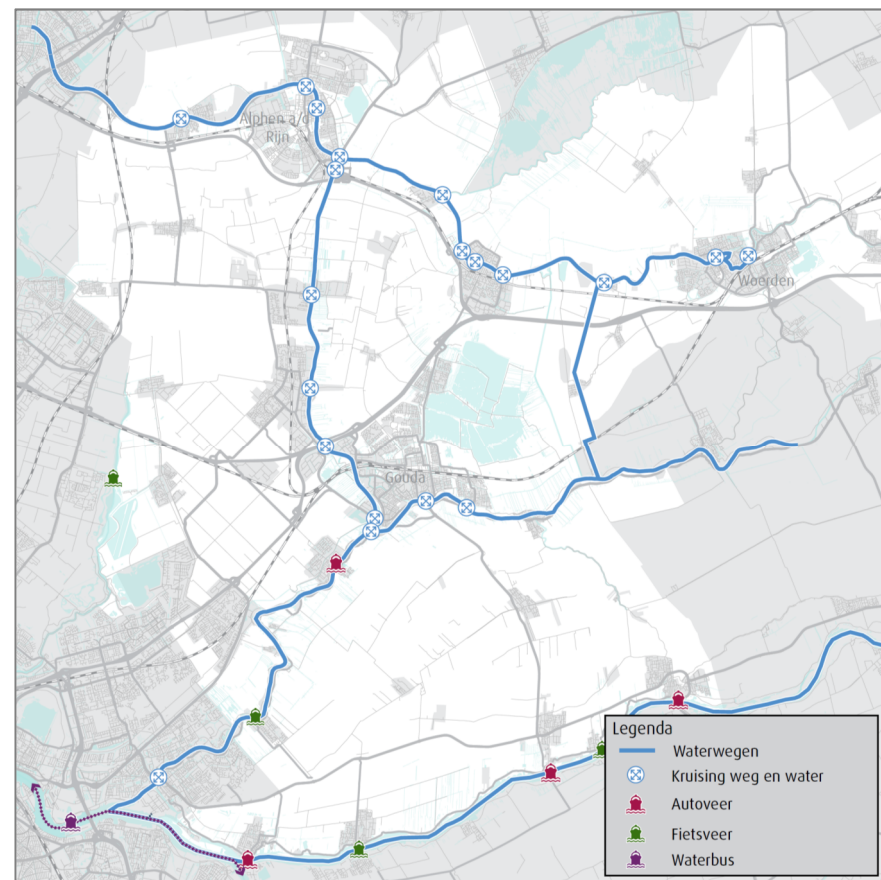 Alphen a/d
Rijn
Woerden
Gouda
Legenda
Waterwegen
Kruising weg en water
Autoveer
Fietsveer
Waterbus